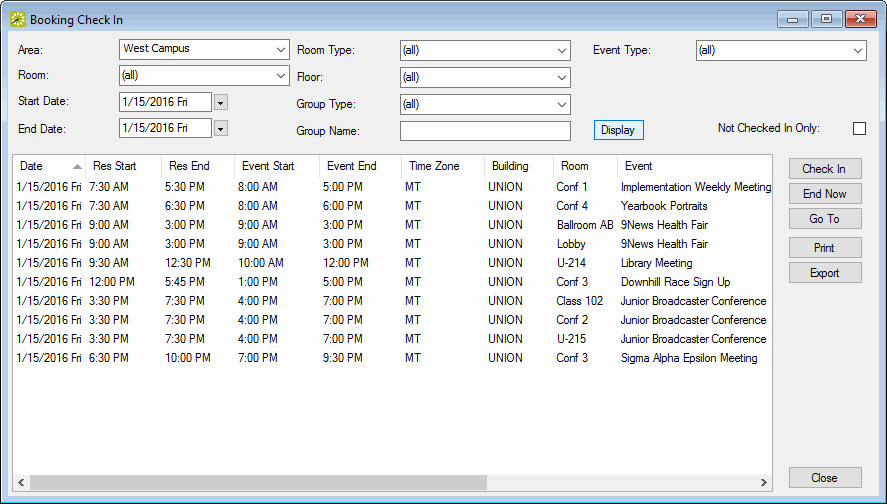 Booking Check In
Area: West Campus Room Type: (all) Event Type: (all)
Room: (all) Floor: (all)
Start Date: 1/15/2016 Fri Group Type: (all)
End Date: 1/15/2016 Fri Group Name: Display Not Checked In Only:
Date Res Start Res End Event Start Event End Time Zone Building Room Event
1/15/2016 Fri 7:30 AM 5:30 PM 8:00 AM 5:00 PM MT UNION Conf 1 Implementation Weekly Meeting
1/15/2016 Fri 7:30 AM 6:30 PM 8:00 AM 6:00 PM MT UNION Conf 4 Yearbook Portraits
1/15/2016 Fri 9:00 AM 3:00 PM 9:00 AM 3:00 PM MT UNION Ballroom AB 9News Health Fair
1/15/2016 Fri 9:00 AM 3:00 PM 9:00 AM 3:00 PM MT UNION Lobby 9News Health Fair
1/15/2016 Fri 9:30 AM 12:30 PM 10:00 AM 12:00 PM MT UNION U-214 Library Meeting
1/15/2016 Fri 12:00 PM 5:45 PM 1:00 PM 5:00 PM MT UNION Conf 3 Downhill Race Sign Up
1/15/2016 Fri 3:30 PM 7:30 PM 4:00 PM 7:00 PM MT UNION Class 102 Junior Broadcaster Conference
1/15/2016 Fri 3:30 PM 7:30 PM 4:00 PM 7:00 PM MT UNION Conf 2 Junior Broadcaster Conference
1/15/2016 Fri 3:30 PM 7:30 PM 4:00 PM 7:00 PM MT UNION U-215 Junior Broadcaster Conference
1/15/2016 Fri 6:30 PM 10:00 PM 7:00 PM 9:30 PM MT UNION Conf 3 Sigma Alpha Epsilon Meeting
Check In
End Now
Go To
Print
Export
Close